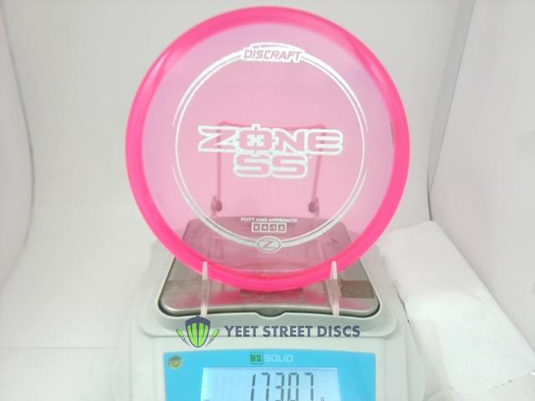 DISCRAFT
ZONE
SS
PUTT AND APPROACH
Z
YEET STREET DISCS
U.S. SOLID
173.07